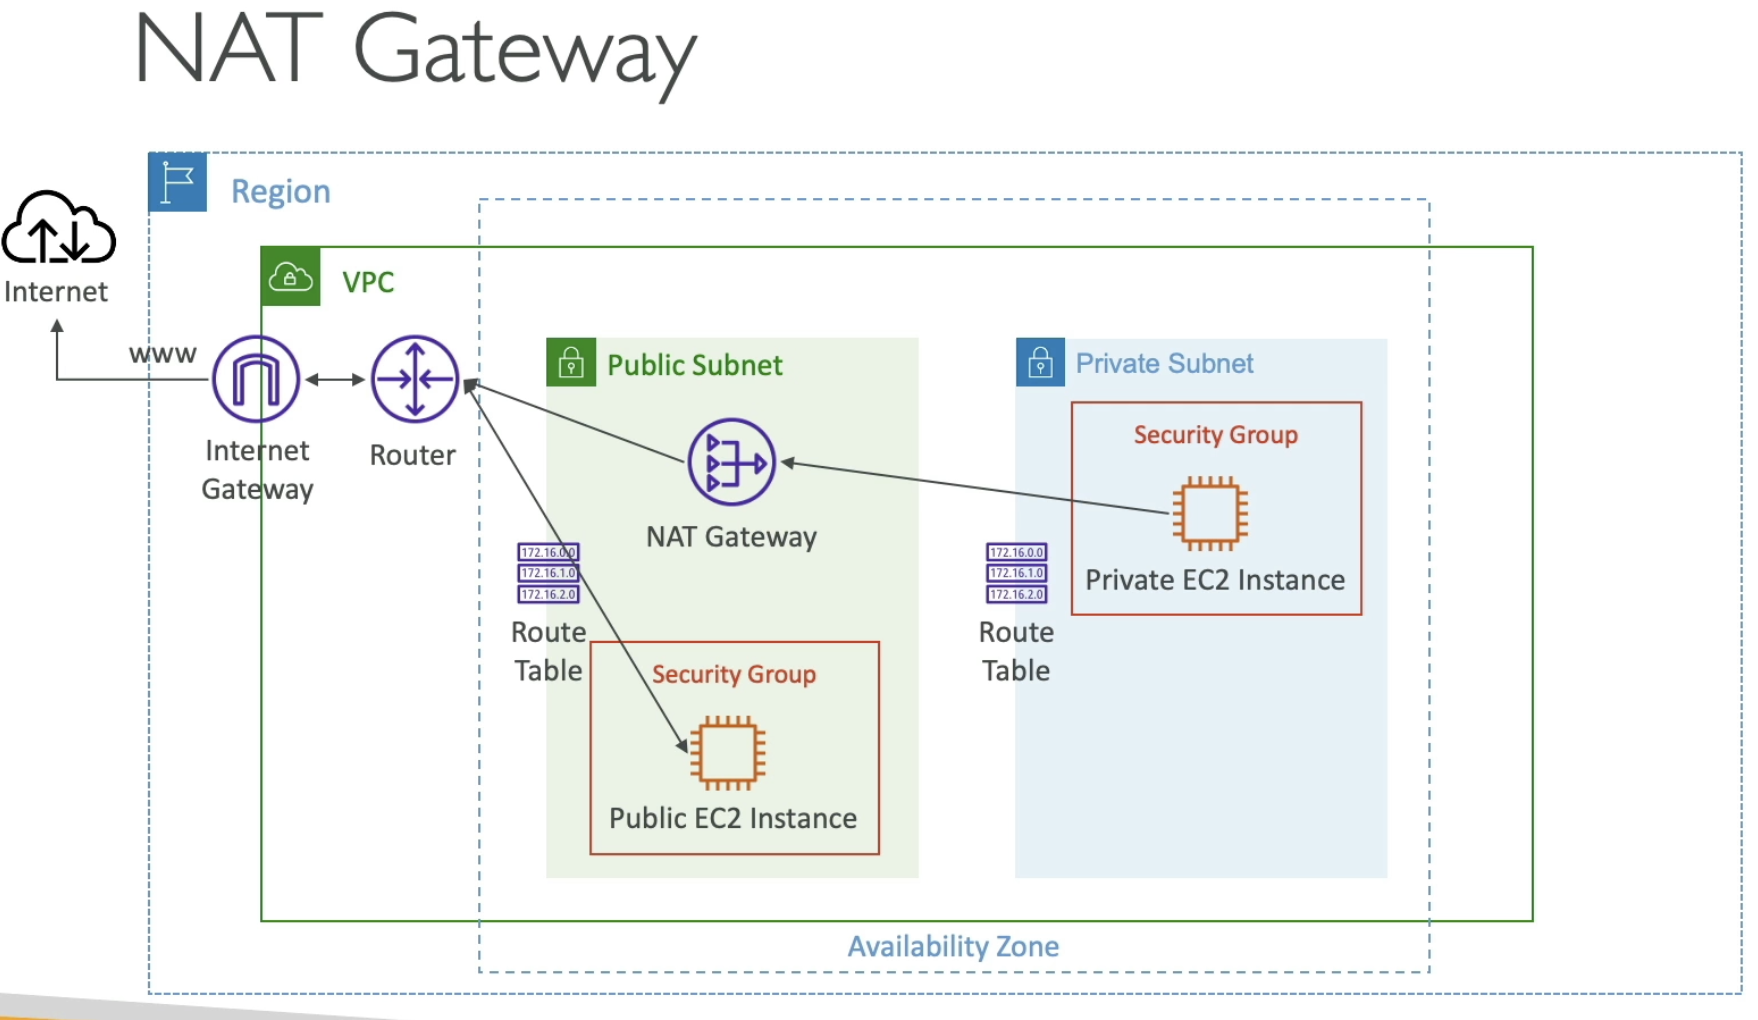 NAT Gateway
Region
Internet
VPC
www
Internet
Gateway
Router
Public Subnet
NAT Gateway
172.16.0.0
172.16.1.0
172.16.2.0
Route
Table
Security Group
Public EC2 Instance
Private Subnet
Security Group
Private EC2 Instance
172.16.0.0
172.16.1.0
172.16.2.0
Route
Table
Availability Zone